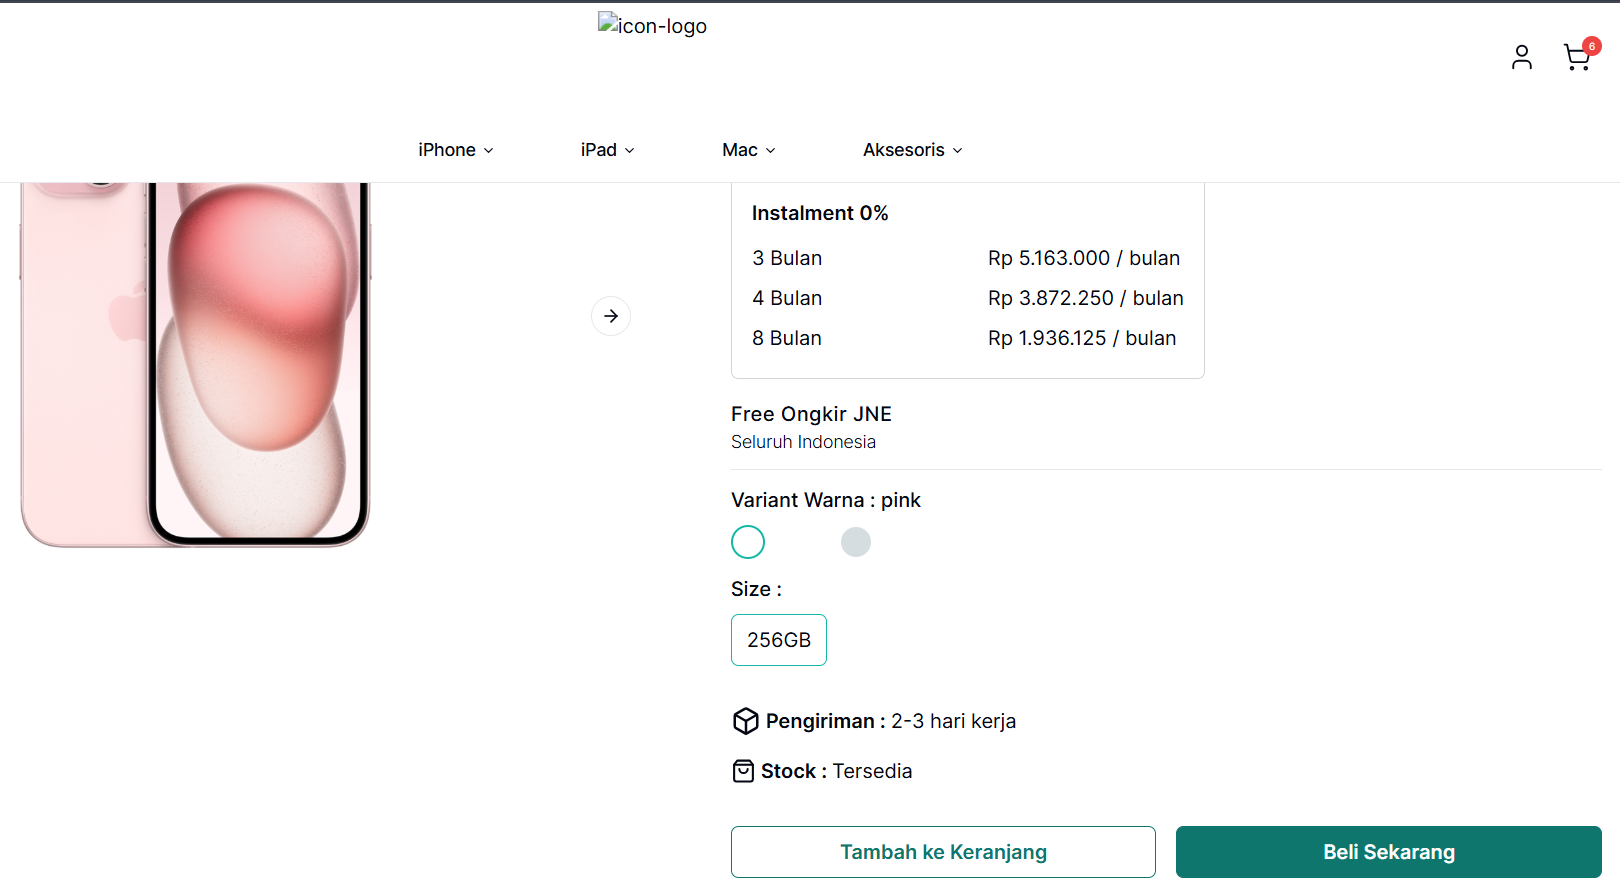 icon-logo
6
iPhone
iPad
Mac
Aksesoris
Instalment 0%
3 Bulan Rp 5.163.000 / bulan
4 Bulan Rp 3.872.250 / bulan
8 Bulan Rp 1.936.125 / bulan
Free Ongkir JNE
Seluruh Indonesia
Variant Warna : pink
Size :
256GB
Pengiriman : 2-3 hari kerja
Stock : Tersedia
Tambah ke Keranjang
Beli Sekarang